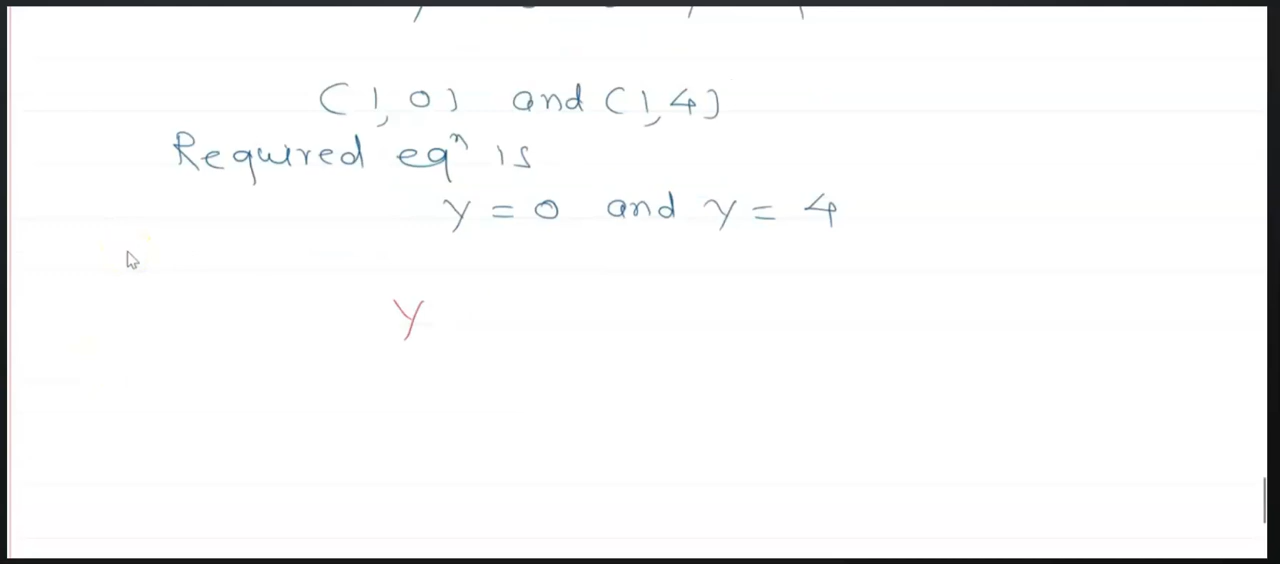 (1,0) and (1,4)
Required eqⁿ is
y = 0 and y = 4
y